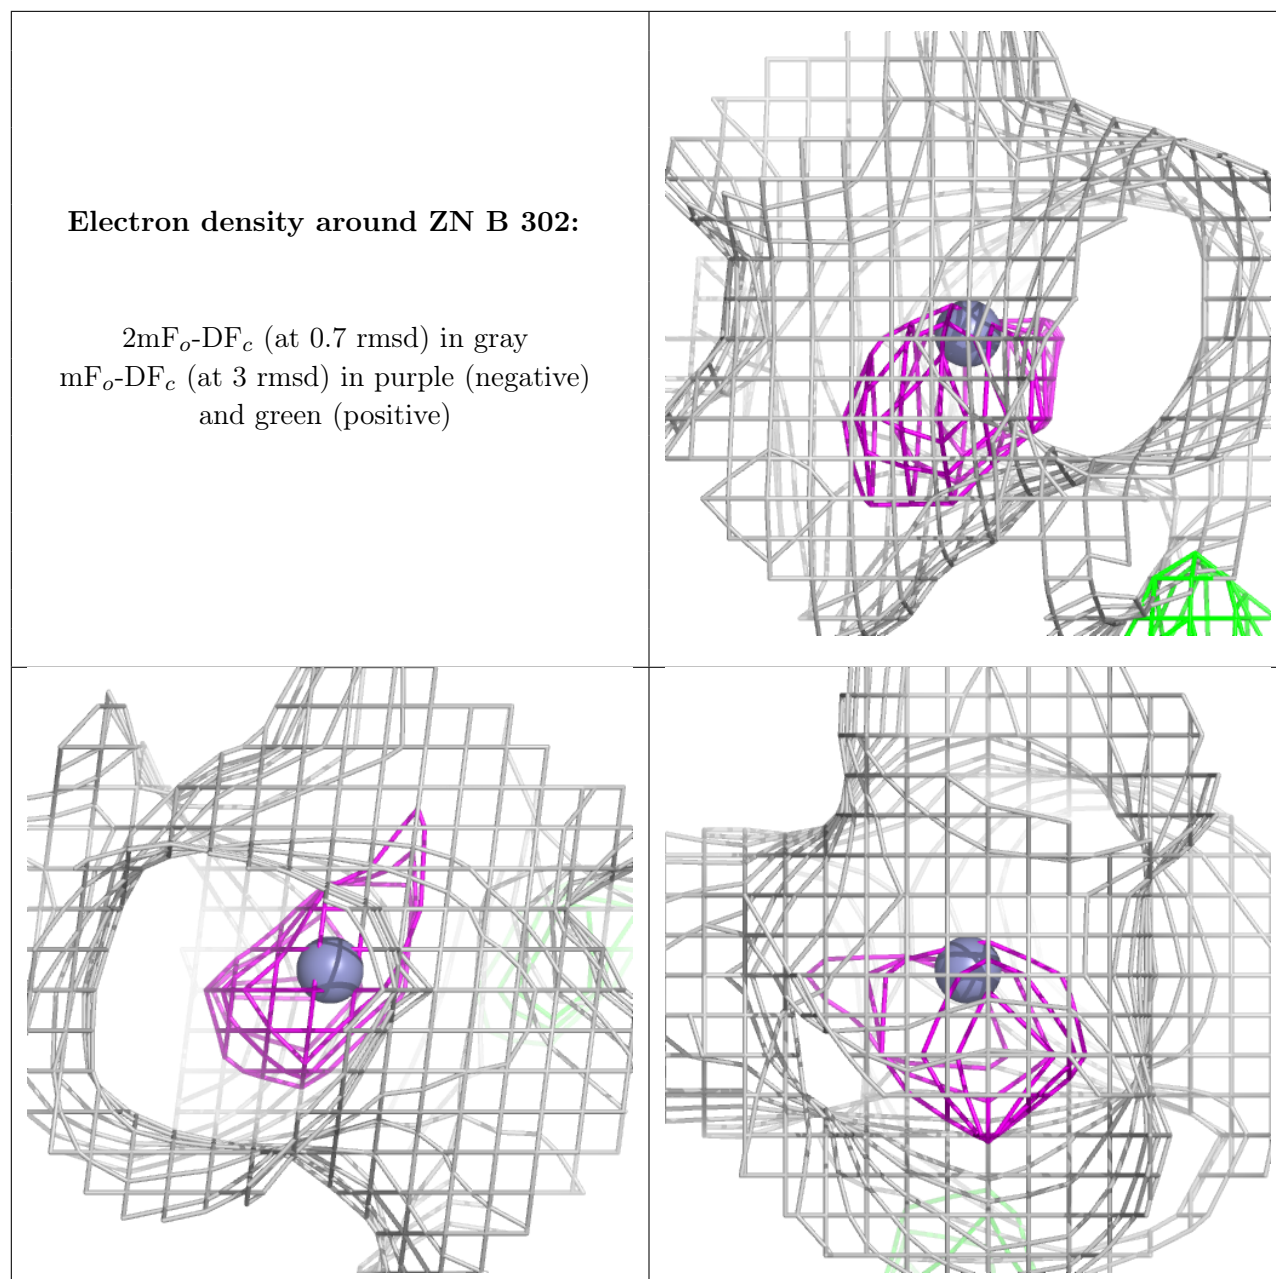 Electron density around ZN B 302:
2mFo-DFc (at 0.7 rmsd) in gray
mFo-DFc (at 3 rmsd) in purple (negative)
and green (positive)